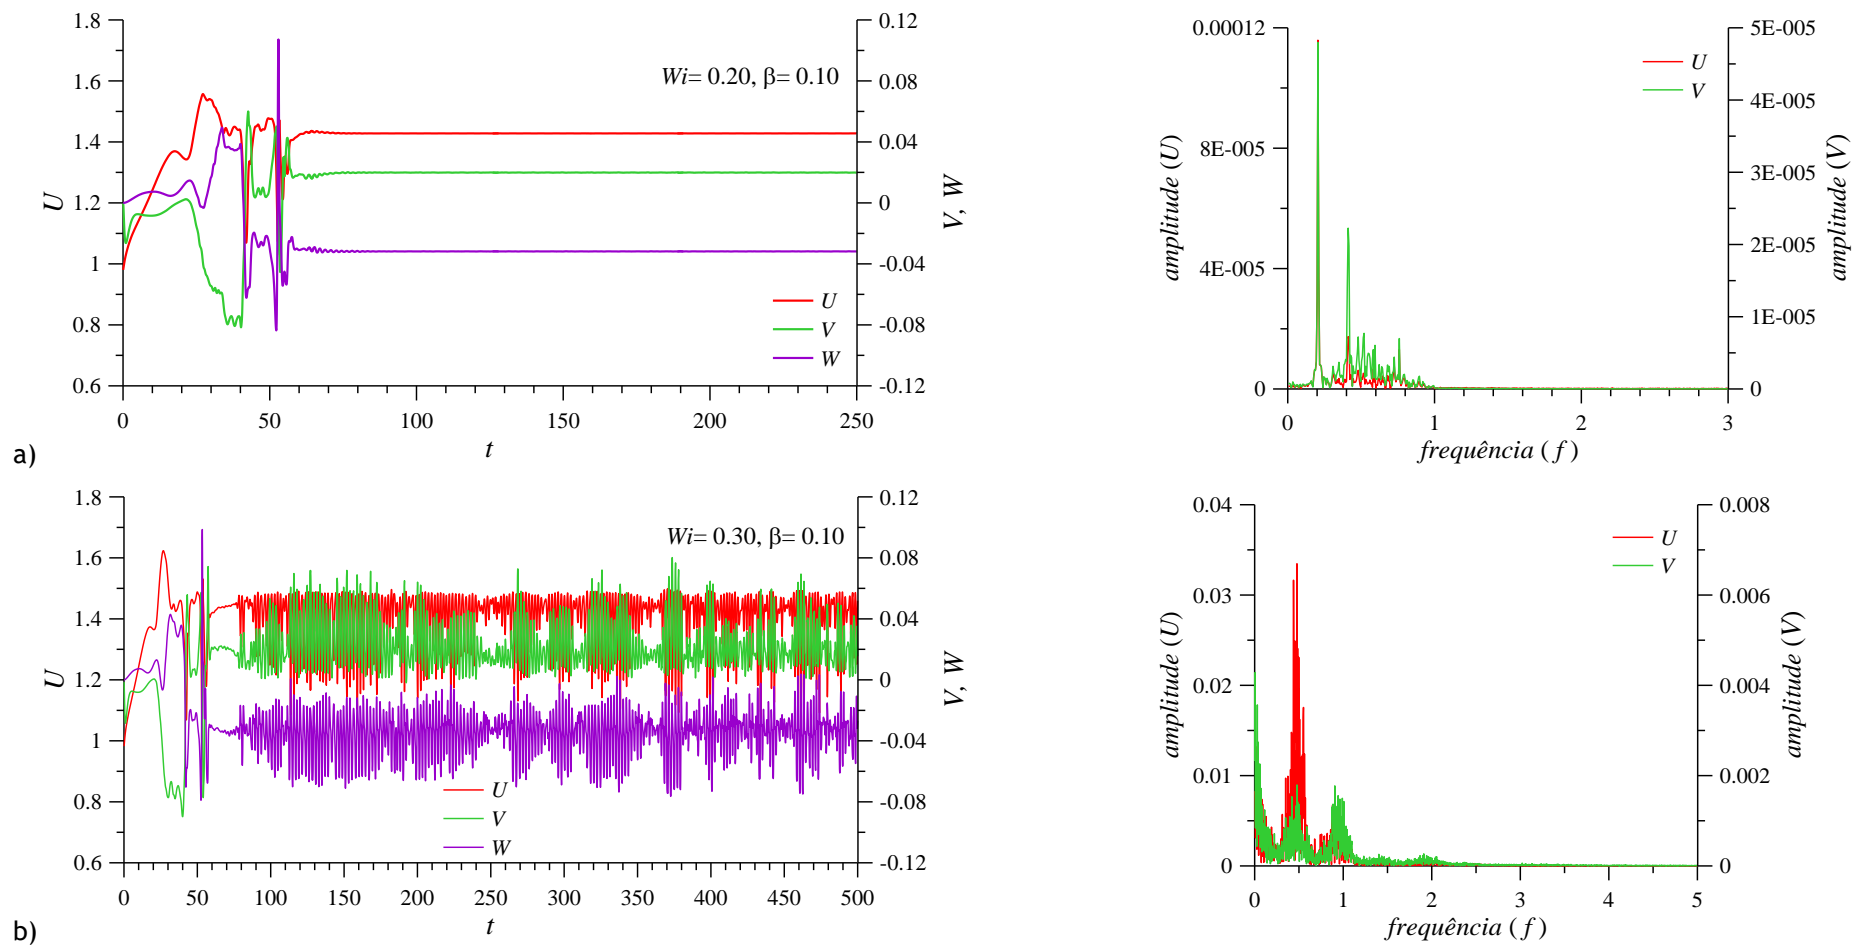 1.8
1.6
1.4
1.2
1
0.8
0.6
U
0.12
0.08
0.04
0
-0.04
-0.08
-0.12
V, W
Wi= 0.20, β= 0.10
U
V
W
0 50 100 150 200 250
t
a)
0.00012
8E-005
4E-005
0
amplitude (U)
5E-005
4E-005
3E-005
2E-005
1E-005
0
amplitude (V)
U
V
0 1 2 3
frequência ( f )
1.8
1.6
1.4
1.2
1
0.8
0.6
U
0.12
0.08
0.04
0
-0.04
-0.08
-0.12
V, W
Wi= 0.30, β= 0.10
U
V
W
0 50 100 150 200 250 300 350 400 450 500
t
b)
0.04
0.03
0.02
0.01
0
amplitude (U)
0.008
0.006
0.004
0.002
0
amplitude (V)
U
V
0 1 2 3 4 5
frequência ( f )